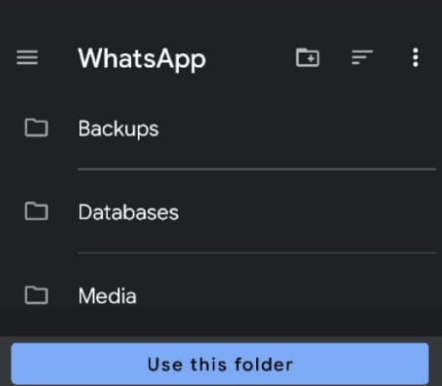 WhatsApp
Backups
Databases
Media
Use this folder